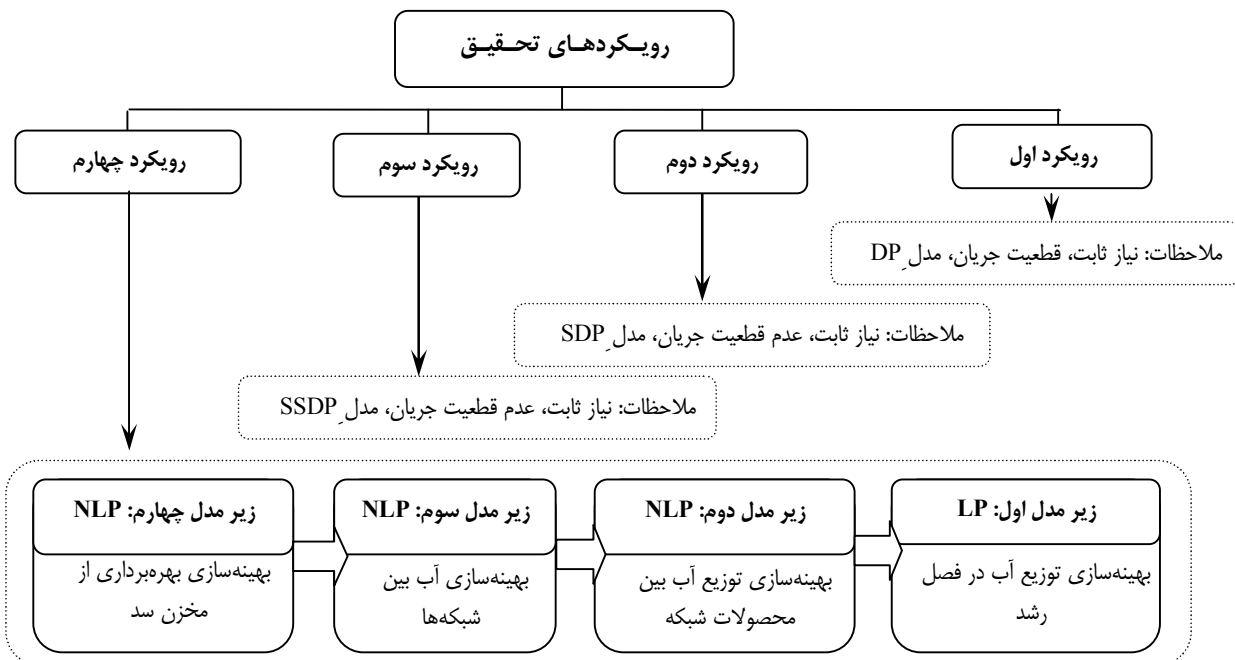 رویـکردهـای تحـقیـق
رویکرد اول
رویکرد دوم
رویکرد سوم
رویکرد چهارم
ملاحظات: نیاز ثابت، قطعیت جریان، مدلِ DP
ملاحظات: نیاز ثابت، عدم قطعیت جریان، مدلِ SDP
ملاحظات: نیاز ثابت، عدم قطعیت جریان، مدلِ SSDP
زیر مدل اول: LP
بهینه‌سازی توزیع آب در فصل
رشد
زیر مدل دوم: NLP
بهینه‌سازی توزیع آب بین
محصولات شبکه
زیر مدل سوم: NLP
بهینه‌سازی آب بین
شبکه‌ها
زیر مدل چهارم: NLP
بهینه‌سازی بهره‌برداری از
مخزن سد